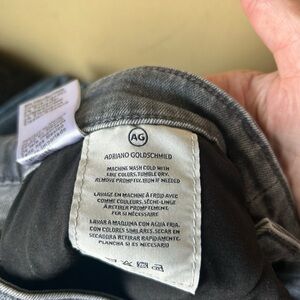 AG
ADRIANO GOLDSCHMIED
MACHINE WASH COLD WITH
LIKE COLORS. TUMBLE DRY.
REMOVE PROMPTLY. IRON IF NEEDED
LAVAGE EN MACHINE À FROID AVEC
COMME COULEURS, SÈCHE-LINGE
À RETIRER PROMPTEMENT. FER
SI NÉCESSAIRE
LAVAR A MAQUINA CON AGUA FRIA.
CON COLORES SIMILARES. SECAR EN
SECADORA RETIRAR RAPIDAMENTE.
PLANCHA SI ES NECESARIO